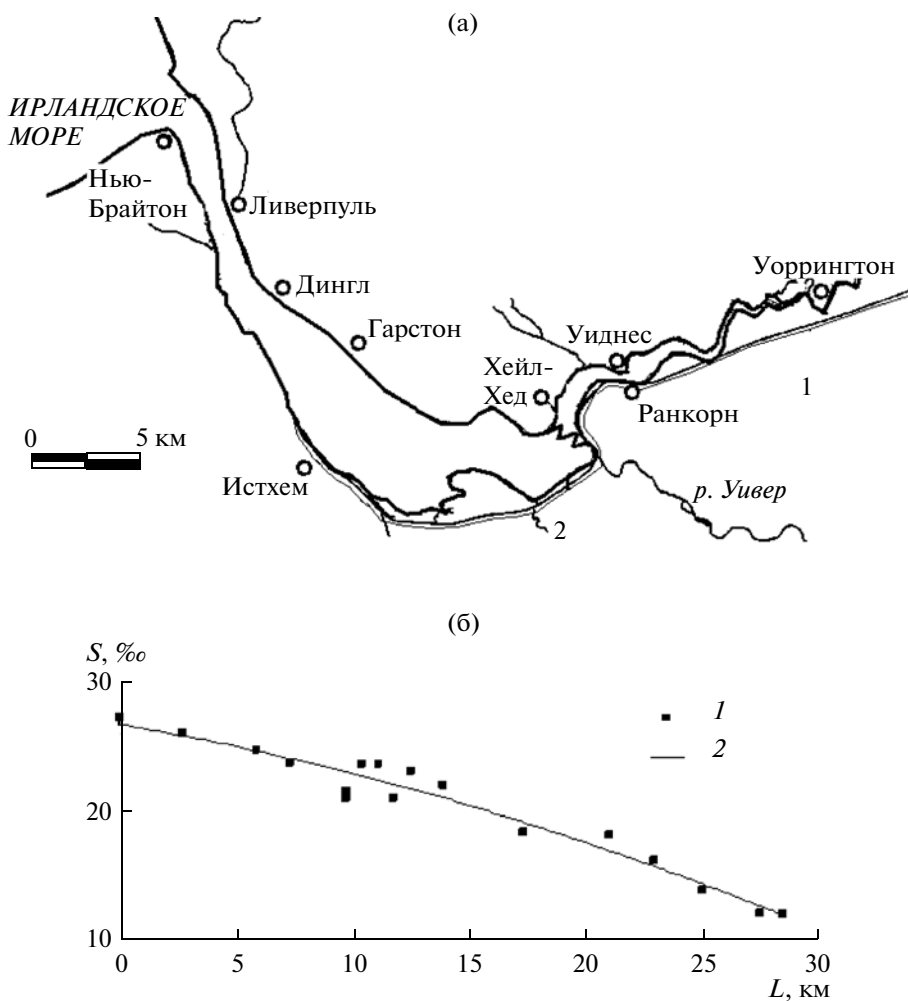 (а)
ИРЛАНДСКОЕ
МОРЕ
Нью-
Брайтон
Ливерпуль
Дингл
Гарстон
Уоррингтон
Уиднес
Хейл-
Хед
Ранкорн
1
0 5 км
Истхем
р. Уивер
2
(б)
S, ‰
30
1
2
20
10
0 5 10 15 20 25 30
L, км